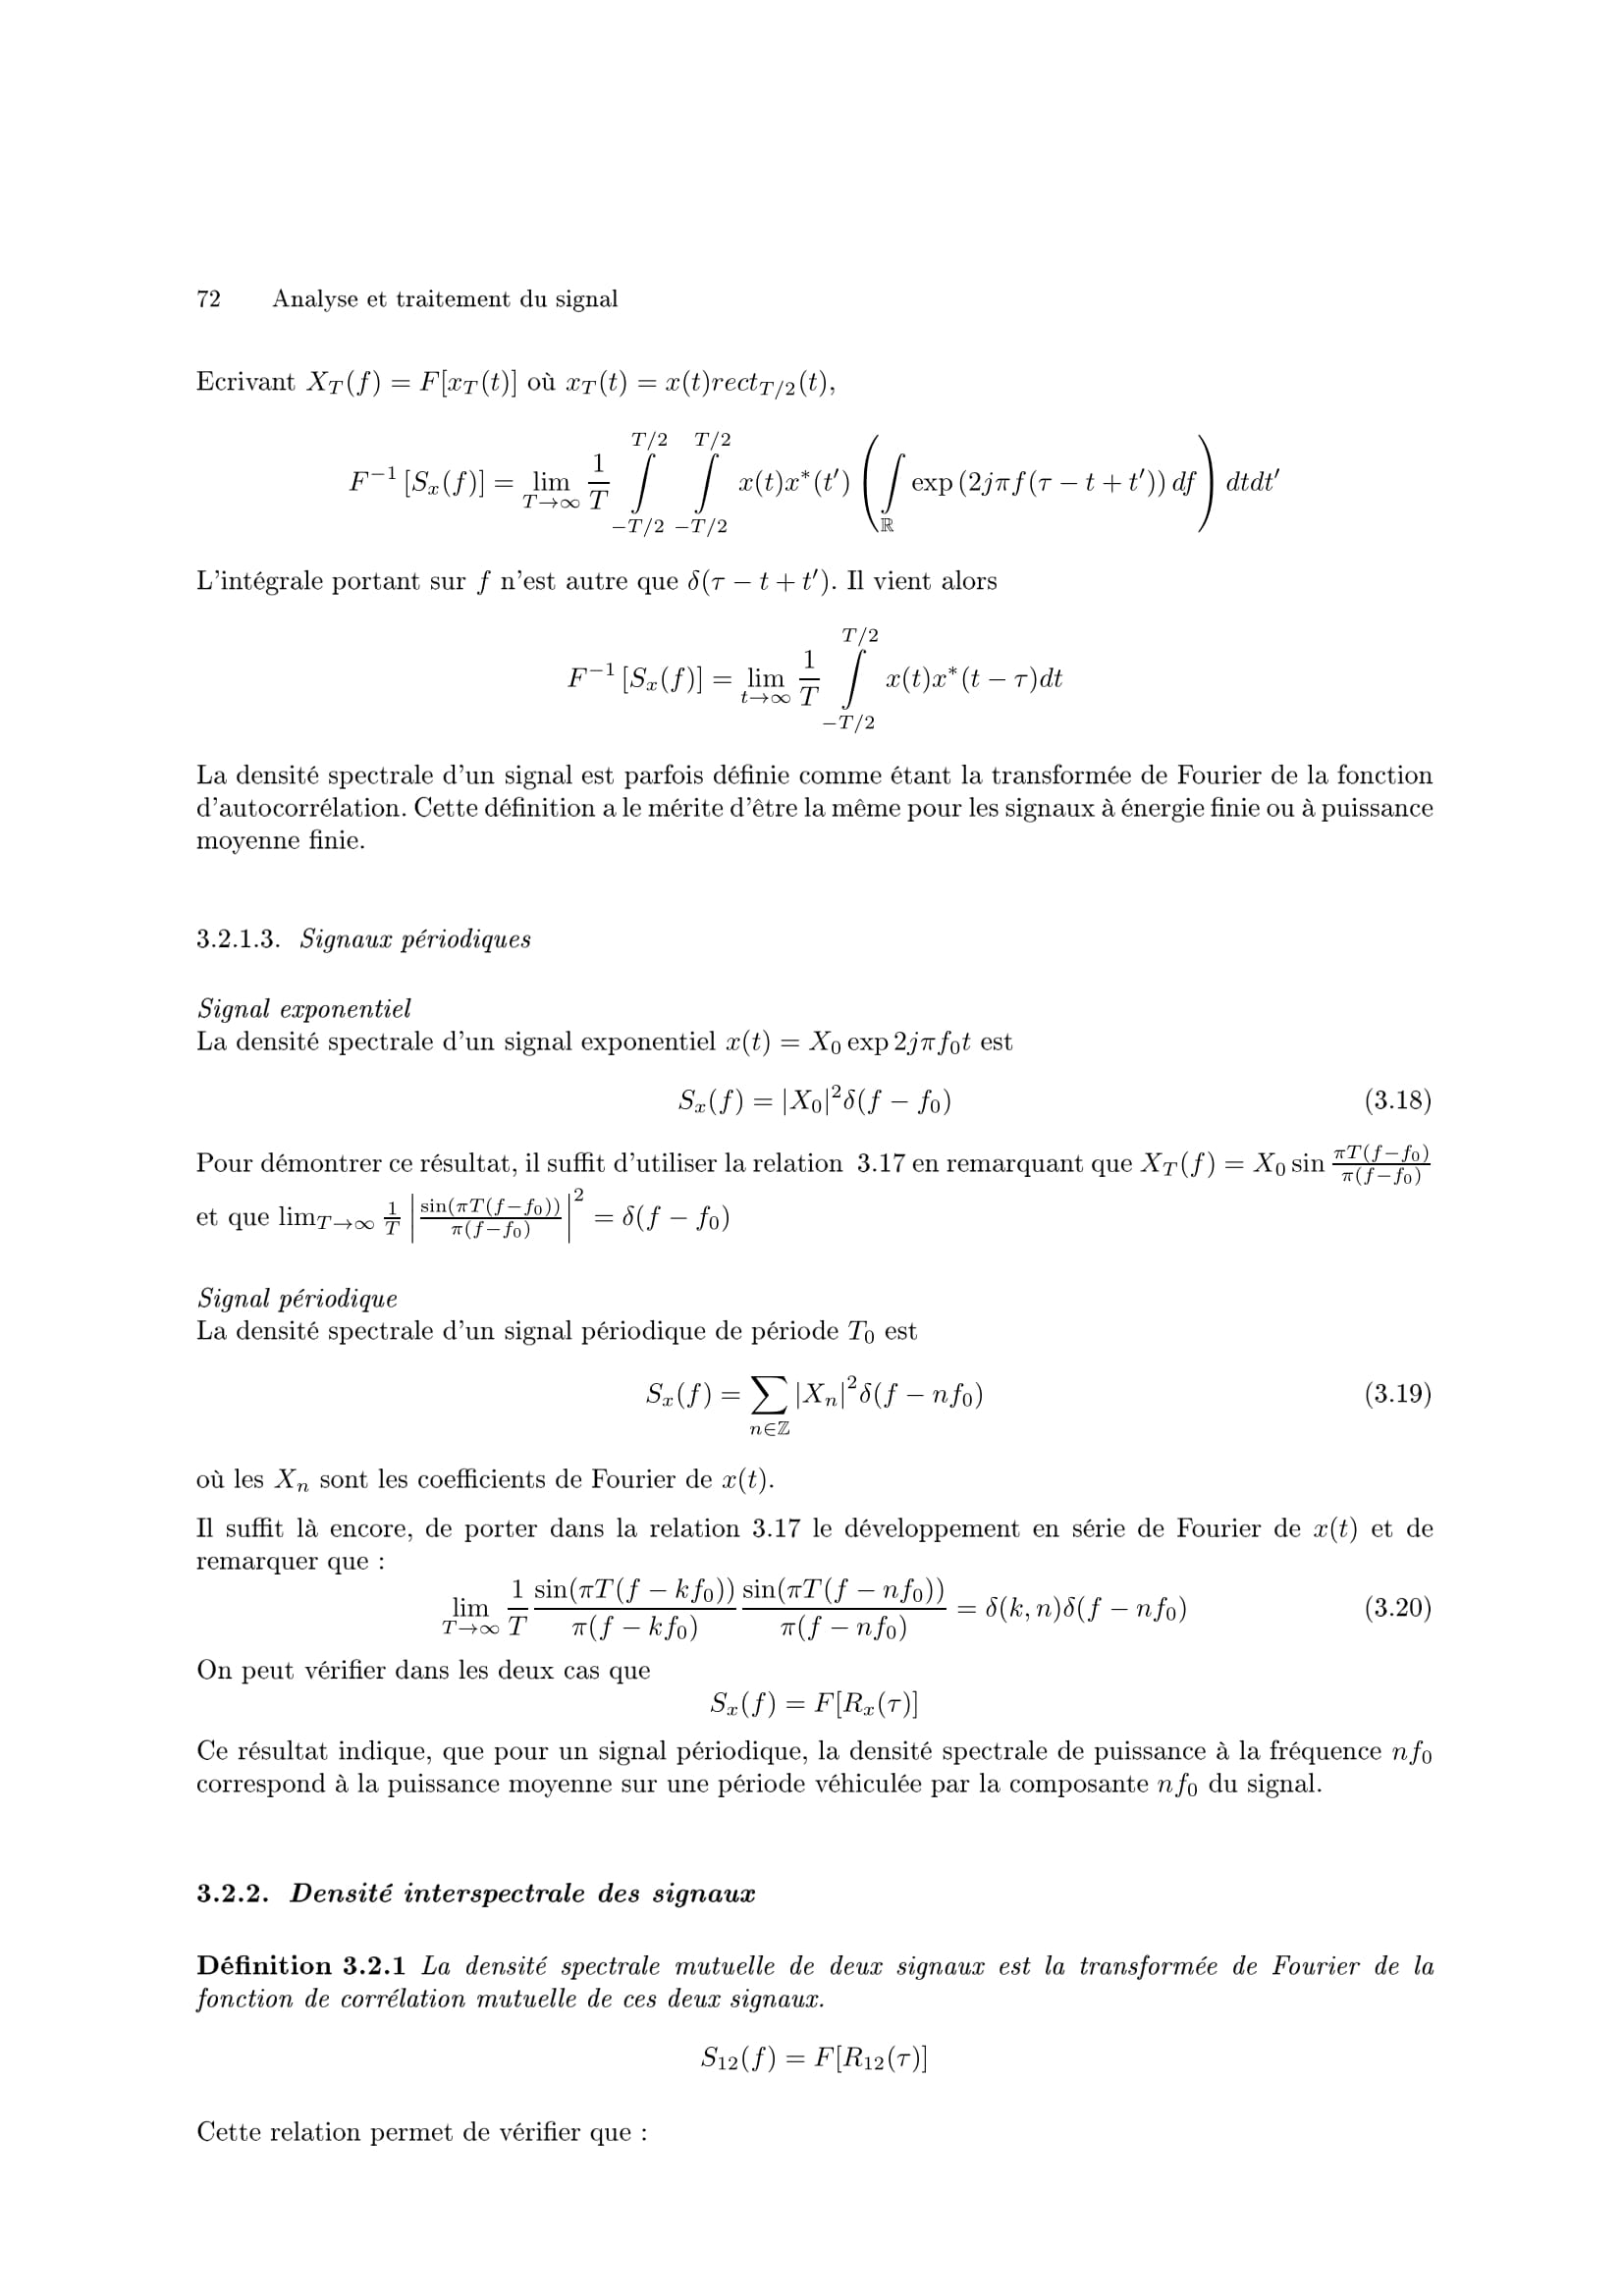 72 Analyse et traitement du signal
Ecrivant $X_T(f) = F[x_T(t)]$ où $x_T(t) = x(t)rect_{T/2}(t)$,
$$F^{-1}[S_x(f)] = \lim_{T\to\infty} \frac{1}{T} \int\limits_{-T/2}^{T/2} \int\limits_{-T/2}^{T/2} x(t)x^*(t') \left( \int\limits_{\mathbb{R}} \exp(2j\pi f(\tau - t + t'))\, df \right) dtdt'$$
L'intégrale portant sur $f$ n'est autre que $\delta(\tau - t + t')$. Il vient alors
$$F^{-1}[S_x(f)] = \lim_{t\to\infty} \frac{1}{T} \int\limits_{-T/2}^{T/2} x(t)x^*(t - \tau)dt$$
La densité spectrale d'un signal est parfois définie comme étant la transformée de Fourier de la fonction
d'autocorrélation. Cette définition a le mérite d'être la même pour les signaux à énergie finie ou à puissance
moyenne finie.
3.2.1.3. Signaux périodiques
Signal exponentiel
La densité spectrale d'un signal exponentiel $x(t) = X_0 \exp 2j\pi f_0 t$ est
$$S_x(f) = |X_0|^2 \delta(f - f_0)$$ (3.18)
Pour démontrer ce résultat, il suffit d'utiliser la relation 3.17 en remarquant que $X_T(f) = X_0 \sin \frac{\pi T(f-f_0)}{\pi(f-f_0)}$
et que $\lim_{T\to\infty} \frac{1}{T} \left| \frac{\sin(\pi T(f-f_0))}{\pi(f-f_0)} \right|^2 = \delta(f - f_0)$
Signal périodique
La densité spectrale d'un signal périodique de période $T_0$ est
$$S_x(f) = \sum_{n\in\mathbb{Z}} |X_n|^2 \delta(f - nf_0)$$ (3.19)
où les $X_n$ sont les coefficients de Fourier de $x(t)$.
Il suffit là encore, de porter dans la relation 3.17 le développement en série de Fourier de $x(t)$ et de
remarquer que :
$$\lim_{T\to\infty} \frac{1}{T} \frac{\sin(\pi T(f - kf_0))}{\pi(f - kf_0)} \frac{\sin(\pi T(f - nf_0))}{\pi(f - nf_0)} = \delta(k, n)\delta(f - nf_0)$$ (3.20)
On peut vérifier dans les deux cas que
$$S_x(f) = F[R_x(\tau)]$$
Ce résultat indique, que pour un signal périodique, la densité spectrale de puissance à la fréquence $nf_0$
correspond à la puissance moyenne sur une période véhiculée par la composante $nf_0$ du signal.
3.2.2. Densité interspectrale des signaux
Définition 3.2.1 La densité spectrale mutuelle de deux signaux est la transformée de Fourier de la
fonction de corrélation mutuelle de ces deux signaux.
$$S_{12}(f) = F[R_{12}(\tau)]$$
Cette relation permet de vérifier que :